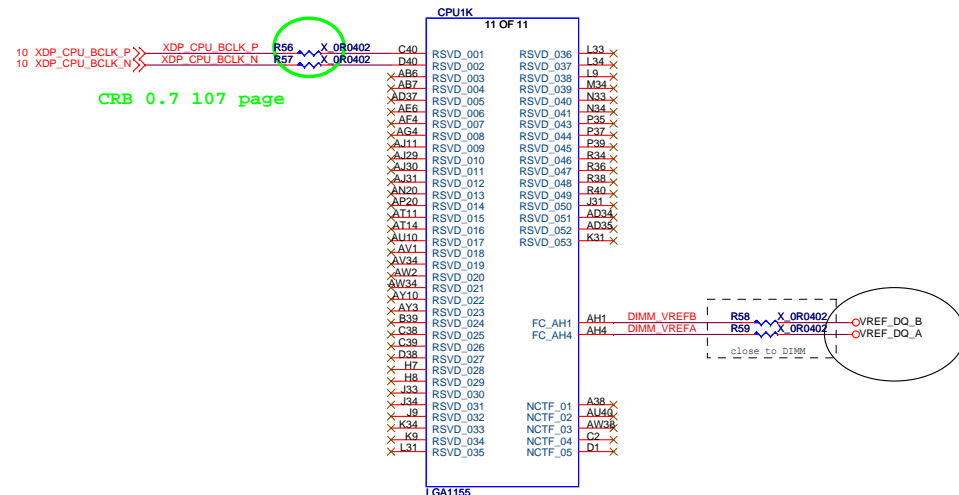 CPU1K
11 OF 11
10 XDP_CPU_BCLK_P XDP_CPU_BCLK_P R56 X_0R0402 C40 RSVD_001 RSVD_036 L33
10 XDP_CPU_BCLK_N XDP_CPU_BCLK_N R57 X_0R0402 D40 RSVD_002 RSVD_037 L34
AB6 RSVD_003 RSVD_038 L9
AB7 RSVD_004 RSVD_039 M34
AD37 RSVD_005 RSVD_040 N33
AE6 RSVD_006 RSVD_041 N34
AF4 RSVD_007 RSVD_043 P35
AG4 RSVD_008 RSVD_044 P37
AJ11 RSVD_009 RSVD_045 P39
AJ29 RSVD_010 RSVD_046 R34
AJ30 RSVD_011 RSVD_047 R36
AJ31 RSVD_012 RSVD_048 R38
AN20 RSVD_013 RSVD_049 R40
AP20 RSVD_014 RSVD_050 J31
AT11 RSVD_015 RSVD_051 AD34
AT14 RSVD_016 RSVD_052 AD35
AU10 RSVD_017 RSVD_053 K31
AV1 RSVD_018
AV34 RSVD_019
AW2 RSVD_020
AW34 RSVD_021
AY10 RSVD_022
AY3 RSVD_023
B39 RSVD_024 FC_AH1 AH1 DIMM_VREFB R58 X_0R0402 VREF_DQ_B
C38 RSVD_025 FC_AH4 AH4 DIMM_VREFA R59 X_0R0402 VREF_DQ_A
C39 RSVD_026
D38 RSVD_027
H7 RSVD_028
H8 RSVD_029
J33 RSVD_030
J34 RSVD_031 NCTF_01 A38
J9 RSVD_032 NCTF_02 AU40
K34 RSVD_033 NCTF_03 AW38
K9 RSVD_034 NCTF_04 C2
L31 RSVD_035 NCTF_05 D1
CRB 0.7 107 page
close to DIMM
LGA1155